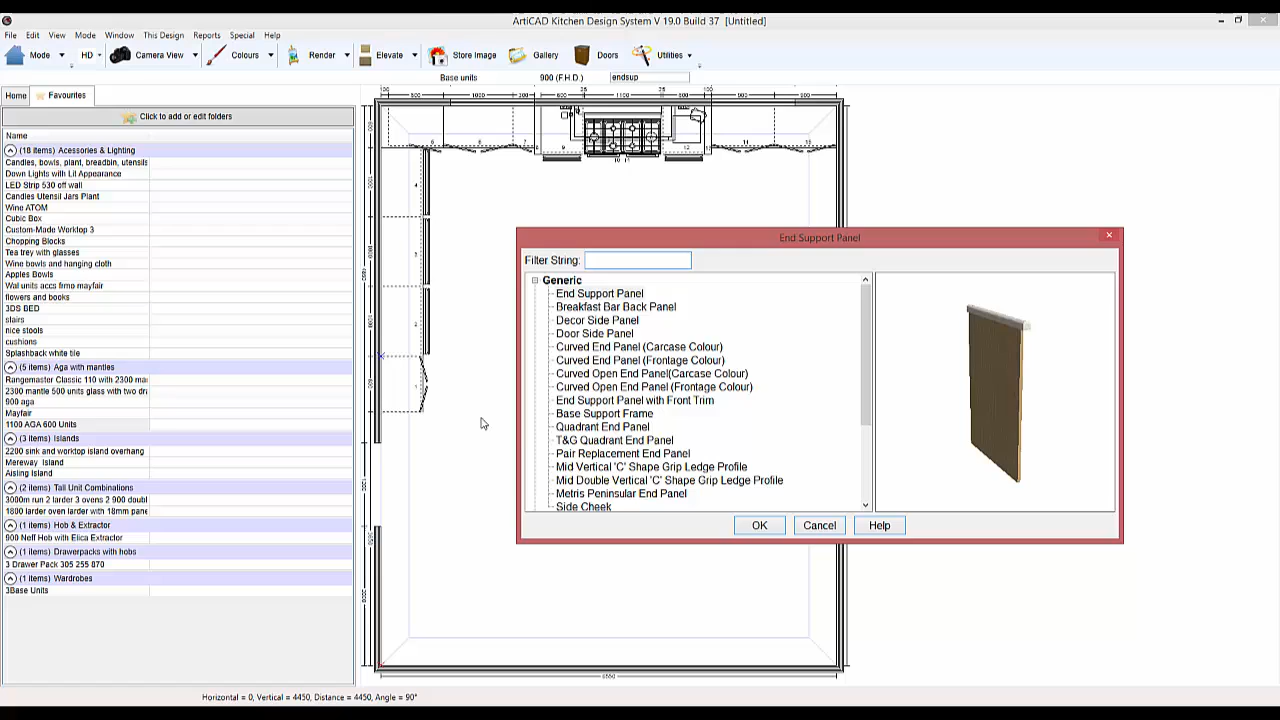 ArtiCAD Kitchen Design System V 19.0 Build 37 [Untitled]
File Edit View Mode Window This Design Reports Special Help
Mode HD Camera View Colours Render Elevate Store Image Gallery Doors Utilities
Base units 900 (F.H.D.) endsup
Home Favourites
Click to add or edit folders
Name
(18 items) Acessories & Lighting
Candles, bowls, plant, breadbin, utensils
Down Lights with Lil Appearance
LED Strip 530 off wall
Candles Utensil Jars Plant
Wine ATOM
Cubic Box
Custom-Made Worktop 3
Chopping Blocks
Tea trey with glasses
Wine bowls and hanging cloth
Apples Bowls
Wal units accs frno mayfair
flowers and books
3DS BED
stairs
nice stools
cushions
Splashback white tile
(5 items) Aga with mantles
Rangemaster Classic 110 with 2300 ma
2300 mantle 500 units glass with two dra
900 aga
Mayfair
1100 AGA 600 Units
(3 items) Islands
2200 sink and worktop island overhang
Mereway Island
Aisling Island
(2 items) Tall Unit Combinations
3000m run 2 larder 3 ovens 2 900 doubl
1800 larder oven larder with 18mm pane
(1 items) Hob & Extractor
900 Neff Hob with Elica Extractor
(1 items) Drawerpacks with hobs
3 Drawer Pack 305 255 870
(1 items) Wardrobes
3Base Units
End Support Panel
Filter String:
Generic
End Support Panel
Breakfast Bar Back Panel
Decor Side Panel
Door Side Panel
Curved End Panel (Carcase Colour)
Curved End Panel (Frontage Colour)
Curved Open End Panel(Carcase Colour)
Curved Open End Panel (Frontage Colour)
End Support Panel with Front Trim
Base Support Frame
Quadrant End Panel
T&G Quadrant End Panel
Pair Replacement End Panel
Mid Vertical 'C' Shape Grip Ledge Profile
Mid Double Vertical 'C' Shape Grip Ledge Profile
Metris Peninsular End Panel
Side Cheek
OK Cancel Help
Horizontal = 0, Vertical = 4450, Distance = 4450, Angle = 90°